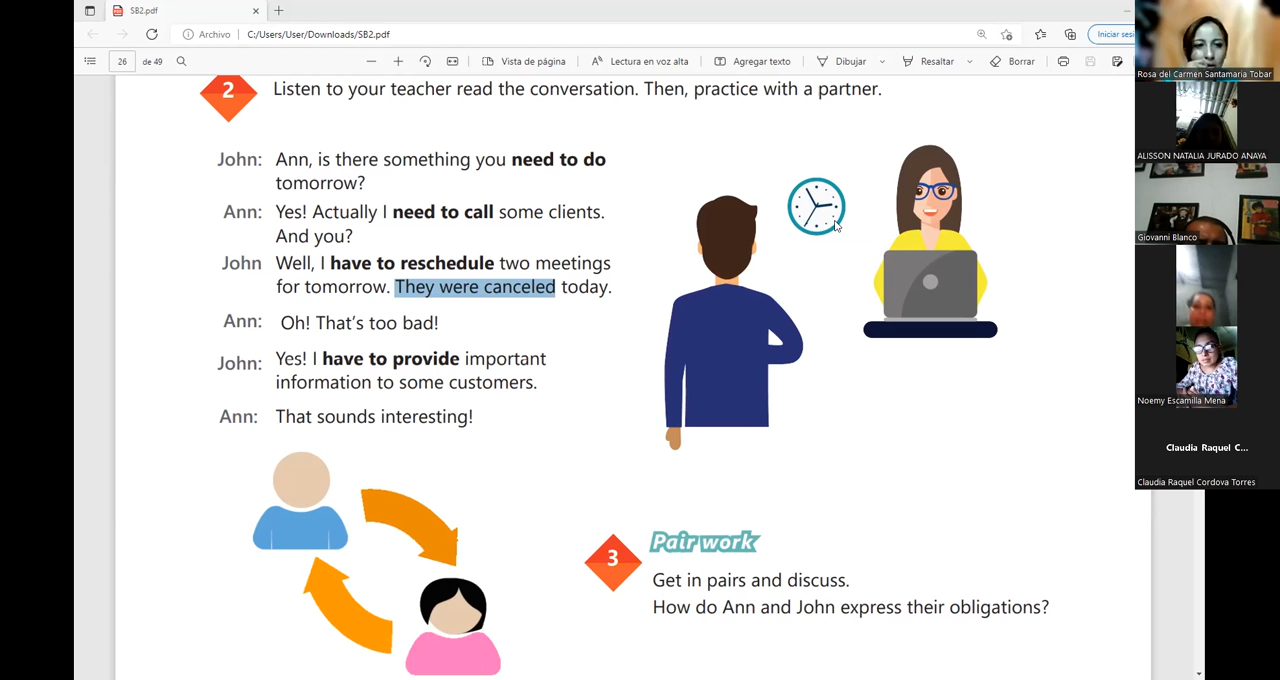 SB2.pdf
Archivo C:/Users/User/Downloads/SB2.pdf
Iniciar sesi
26 de 49
Vista de página
Lectura en voz alta
Agregar texto
Dibujar
Resaltar
Borrar
2 Listen to your teacher read the conversation. Then, practice with a partner.
John: Ann, is there something you need to do
tomorrow?
Ann: Yes! Actually I need to call some clients.
And you?
John Well, I have to reschedule two meetings
for tomorrow. They were canceled today.
Ann: Oh! That's too bad!
John: Yes! I have to provide important
information to some customers.
Ann: That sounds interesting!
3 Pair work
Get in pairs and discuss.
How do Ann and John express their obligations?
Rosa del Carmen Santamaria Tobar
ALISSON NATALIA JURADO ANAYA
Giovanni Blanco
Noemy Escamilla Mena
Claudia Raquel C...
Claudia Raquel Cordova Torres